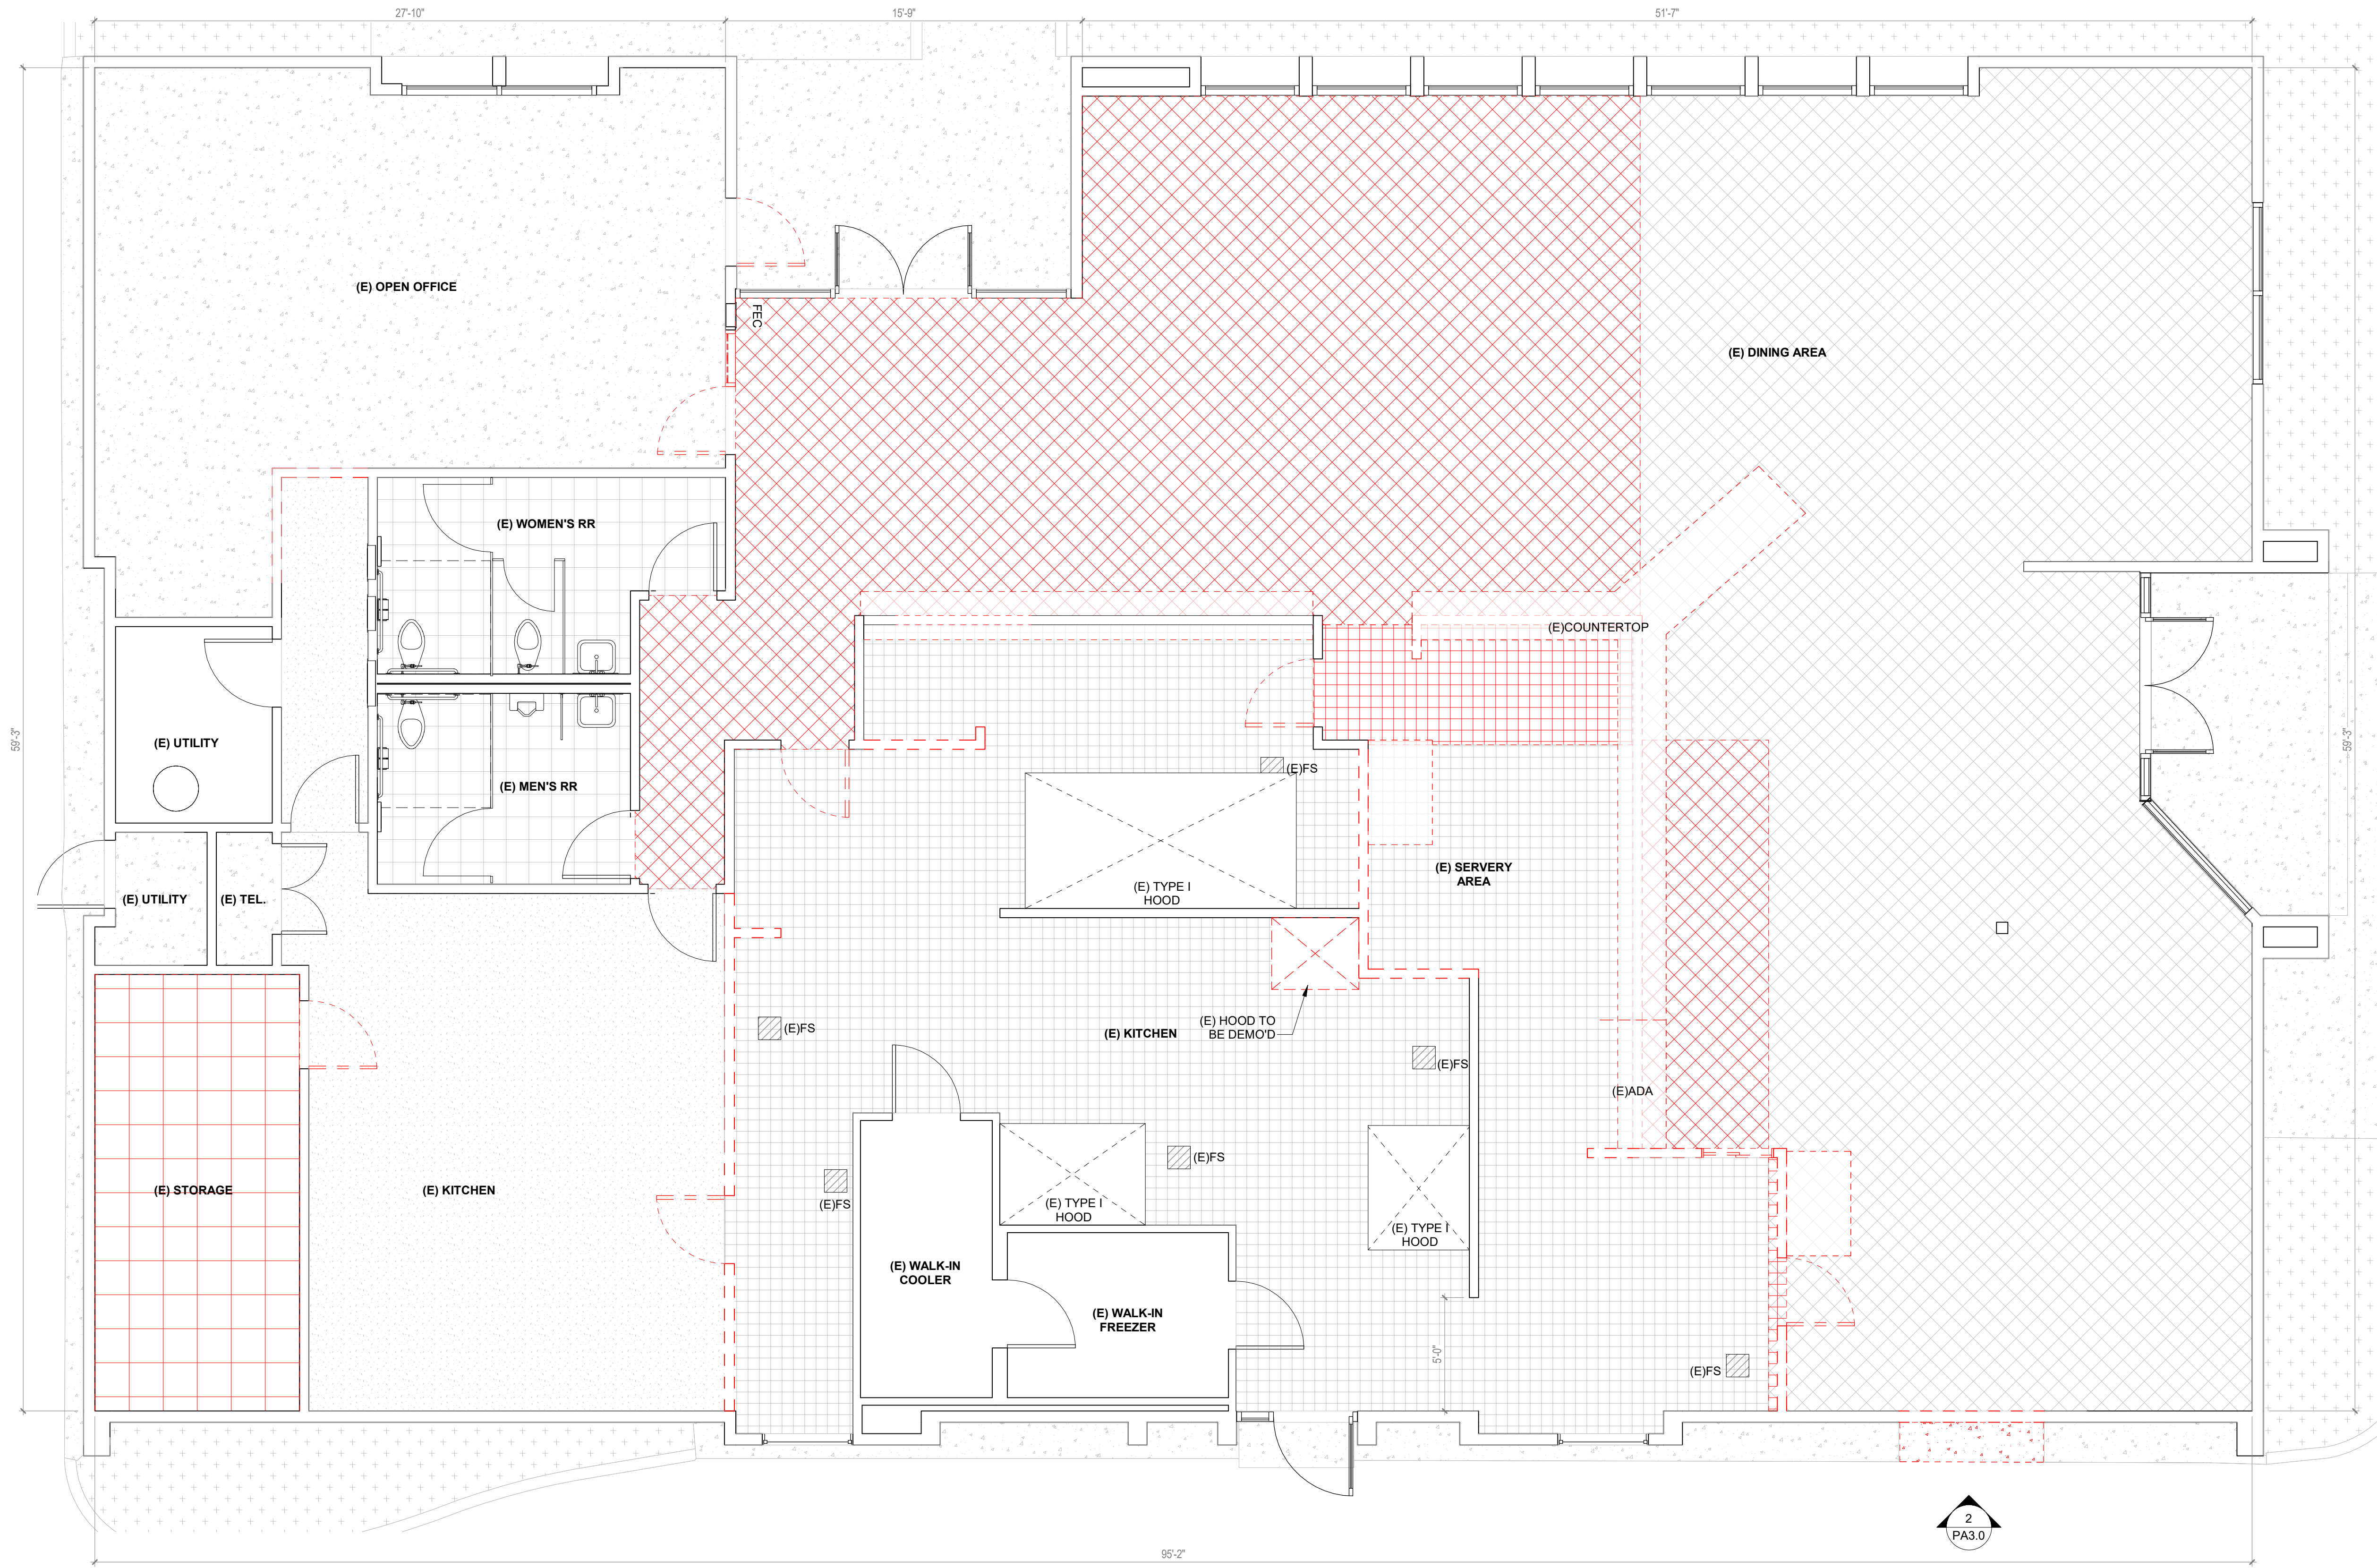 27'-10"
15'-9"
51'-7"
(E) OPEN OFFICE
FEC
(E) DINING AREA
(E) WOMEN'S RR
(E)COUNTERTOP
59'-3"
59'-3"
(E) UTILITY
(E) MEN'S RR
(E)FS
(E) SERVERY
AREA
(E) TYPE I
HOOD
(E) UTILITY
(E) TEL.
(E) HOOD TO
BE DEMO'D
(E) KITCHEN
(E)FS
(E)FS
(E)ADA
(E)FS
(E) STORAGE
(E) KITCHEN
(E)FS
(E) TYPE I
HOOD
(E) TYPE I
HOOD
(E) WALK-IN
COOLER
(E) WALK-IN
FREEZER
5'-0"
(E)FS
2
PA3.0
95'-2"